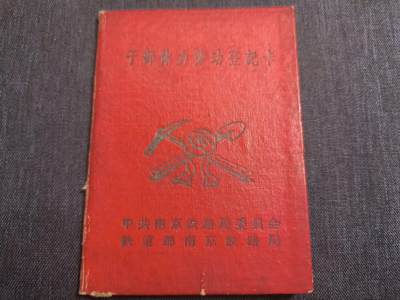 干部体力劳动登记卡
中共南京铁路局委员会
铁道部南京铁路局